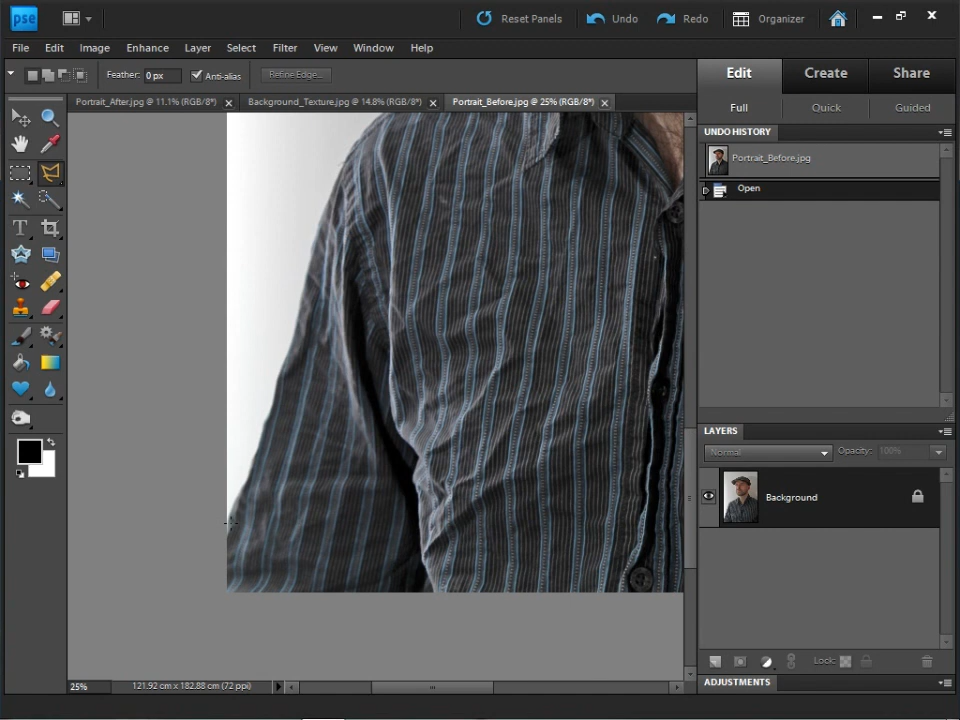 pse Reset Panels Undo Redo Organizer
File Edit Image Enhance Layer Select Filter View Window Help
Feather: 0 px Anti-alias Refine Edge...
Edit Create Share
Portrait_After.jpg @ 11.1% (RGB/8*) Background_Texture.jpg @ 14.8% (RGB/8*) Portrait_Before.jpg @ 25% (RGB/8*)
Full Quick Guided
UNDO HISTORY
Portrait_Before.jpg
Open
T
LAYERS
Normal Opacity: 100%
Background
Lock:
ADJUSTMENTS
25% 121.92 cm x 182.88 cm (72 ppi)